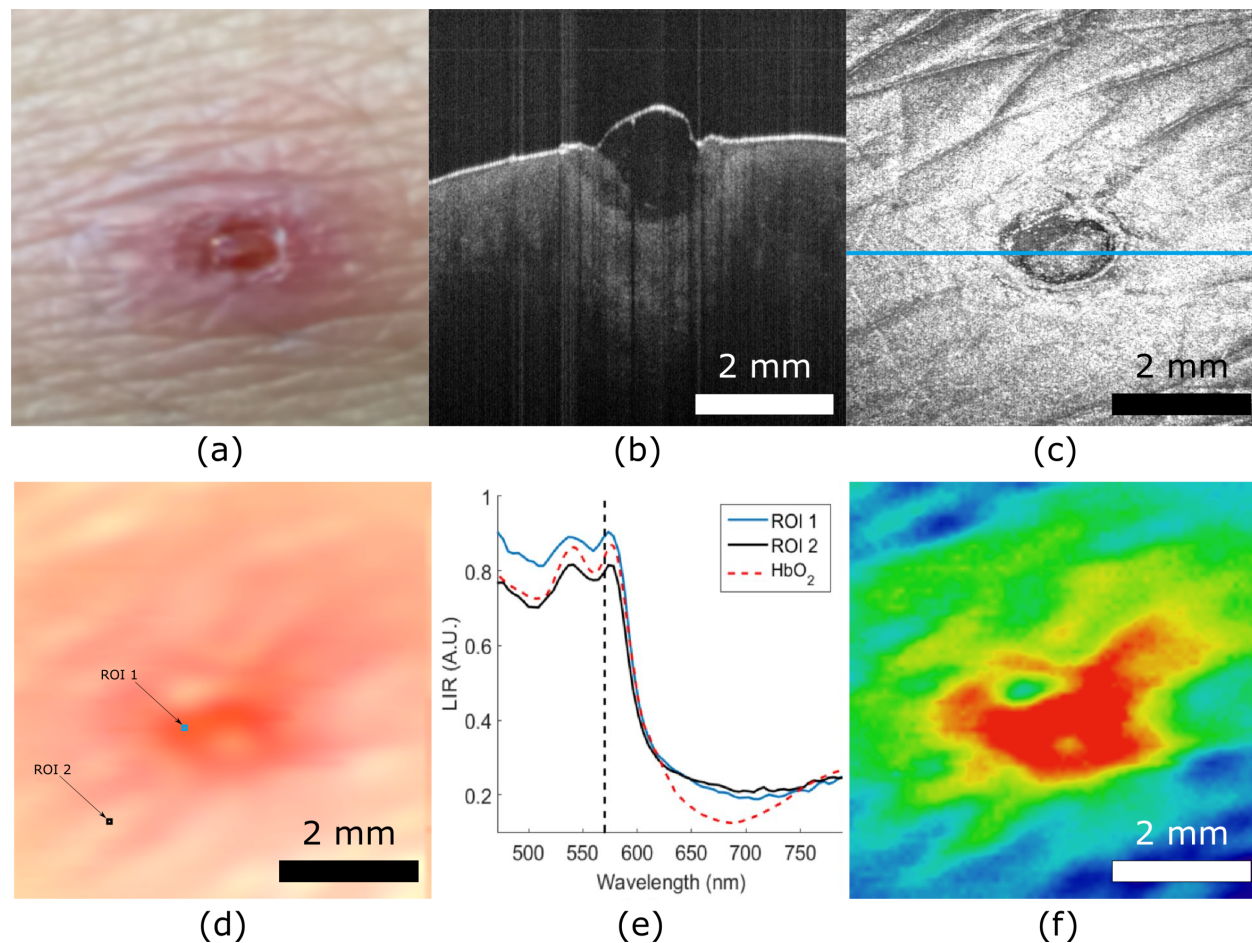 2 mm
2 mm
(a)
(b)
(c)
ROI 1
ROI 2
2 mm
1
0.8
0.6
0.4
0.2
LIR (A.U.)
ROI 1
ROI 2
HbO₂
500
550
600
650
700
750
Wavelength (nm)
2 mm
(d)
(e)
(f)